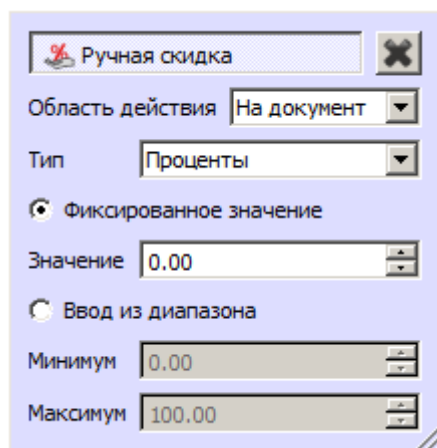 Ручная скидка
Область действия На документ
Тип Проценты
Фиксированное значение
Значение 0.00
Ввод из диапазона
Минимум 0.00
Максимум 100.00